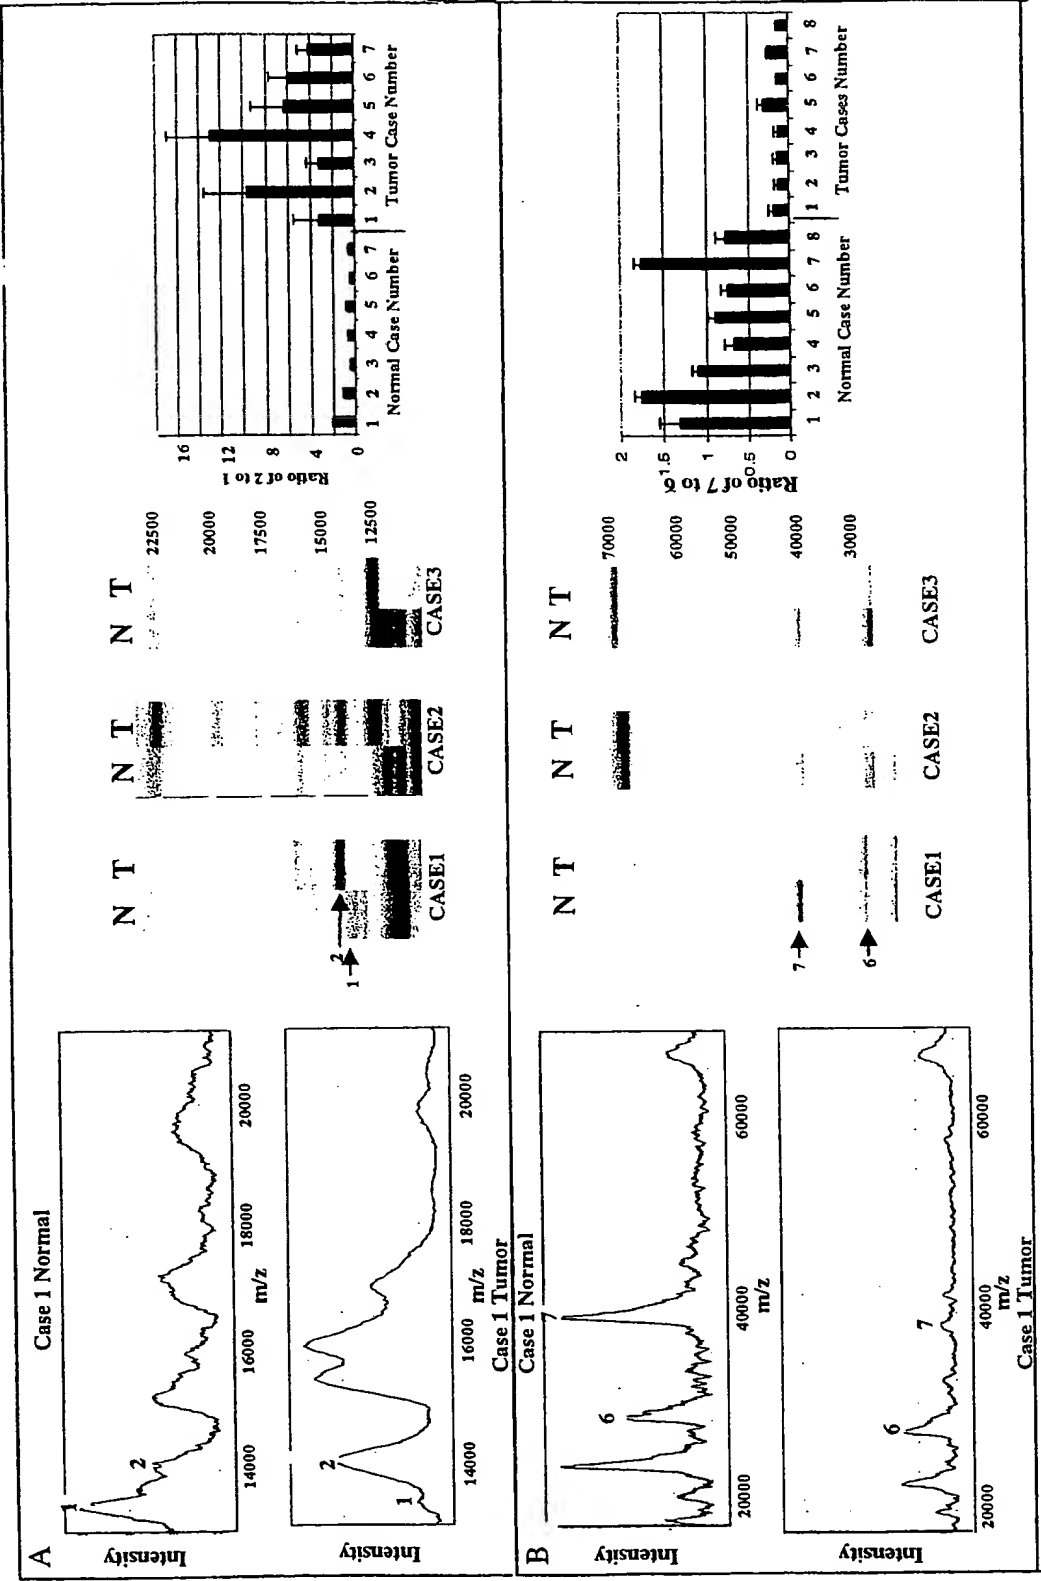 A
Case 1 Normal
Intensity
1
2
14000 16000 18000 20000
m/z
Intensity
1
2
14000 16000 18000 20000
m/z
Case 1 Tumor
N T
N T
N T
1
2
CASE1
CASE2
CASE3
22500
20000
17500
15000
12500
Ratio of 2 to 1
16
12
8
4
0
1 2 3 4 5 6 7
1 2 3 4 5 6 7
Normal Case Number
Tumor Case Number
B
Case 1 Normal
Intensity
6
7
20000 40000 60000
m/z
Intensity
6
7
20000 40000 60000
m/z
Case 1 Tumor
N T
N T
N T
7
6
CASE1
CASE2
CASE3
70000
60000
50000
40000
30000
Ratio of 7 to 6
2
1.5
1
0.5
0
1 2 3 4 5 6 7 8
1 2 3 4 5 6 7 8
Normal Case Number
Tumor Cases Number